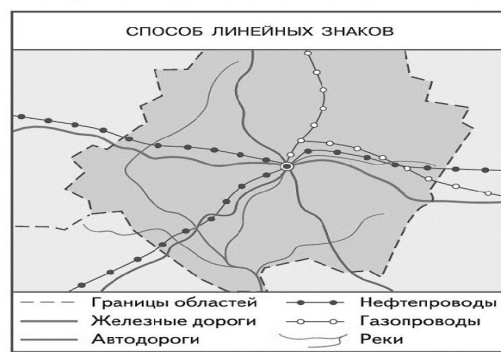 СПОСОБ ЛИНЕЙНЫХ ЗНАКОВ
Границы областей
Нефтепроводы
Железные дороги
Газопроводы
Автодороги
Реки